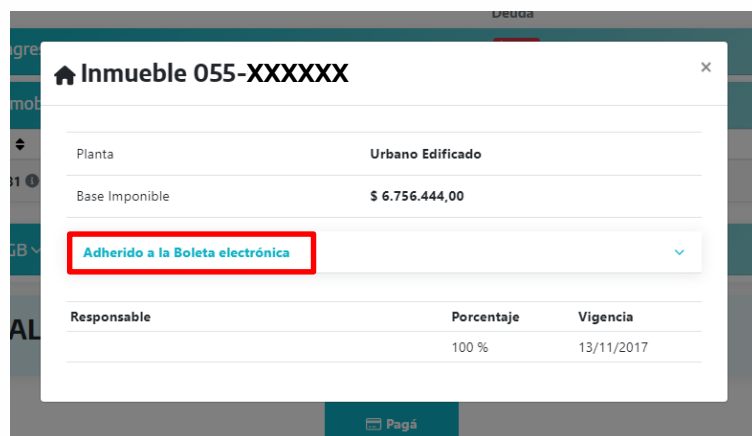 Deuda
Inmueble 055-XXXXXX
×
Planta Urbano Edificado
Base Imponible $ 6.756.444,00
Adherido a la Boleta electrónica
Responsable Porcentaje Vigencia
100 % 13/11/2017
Pagá